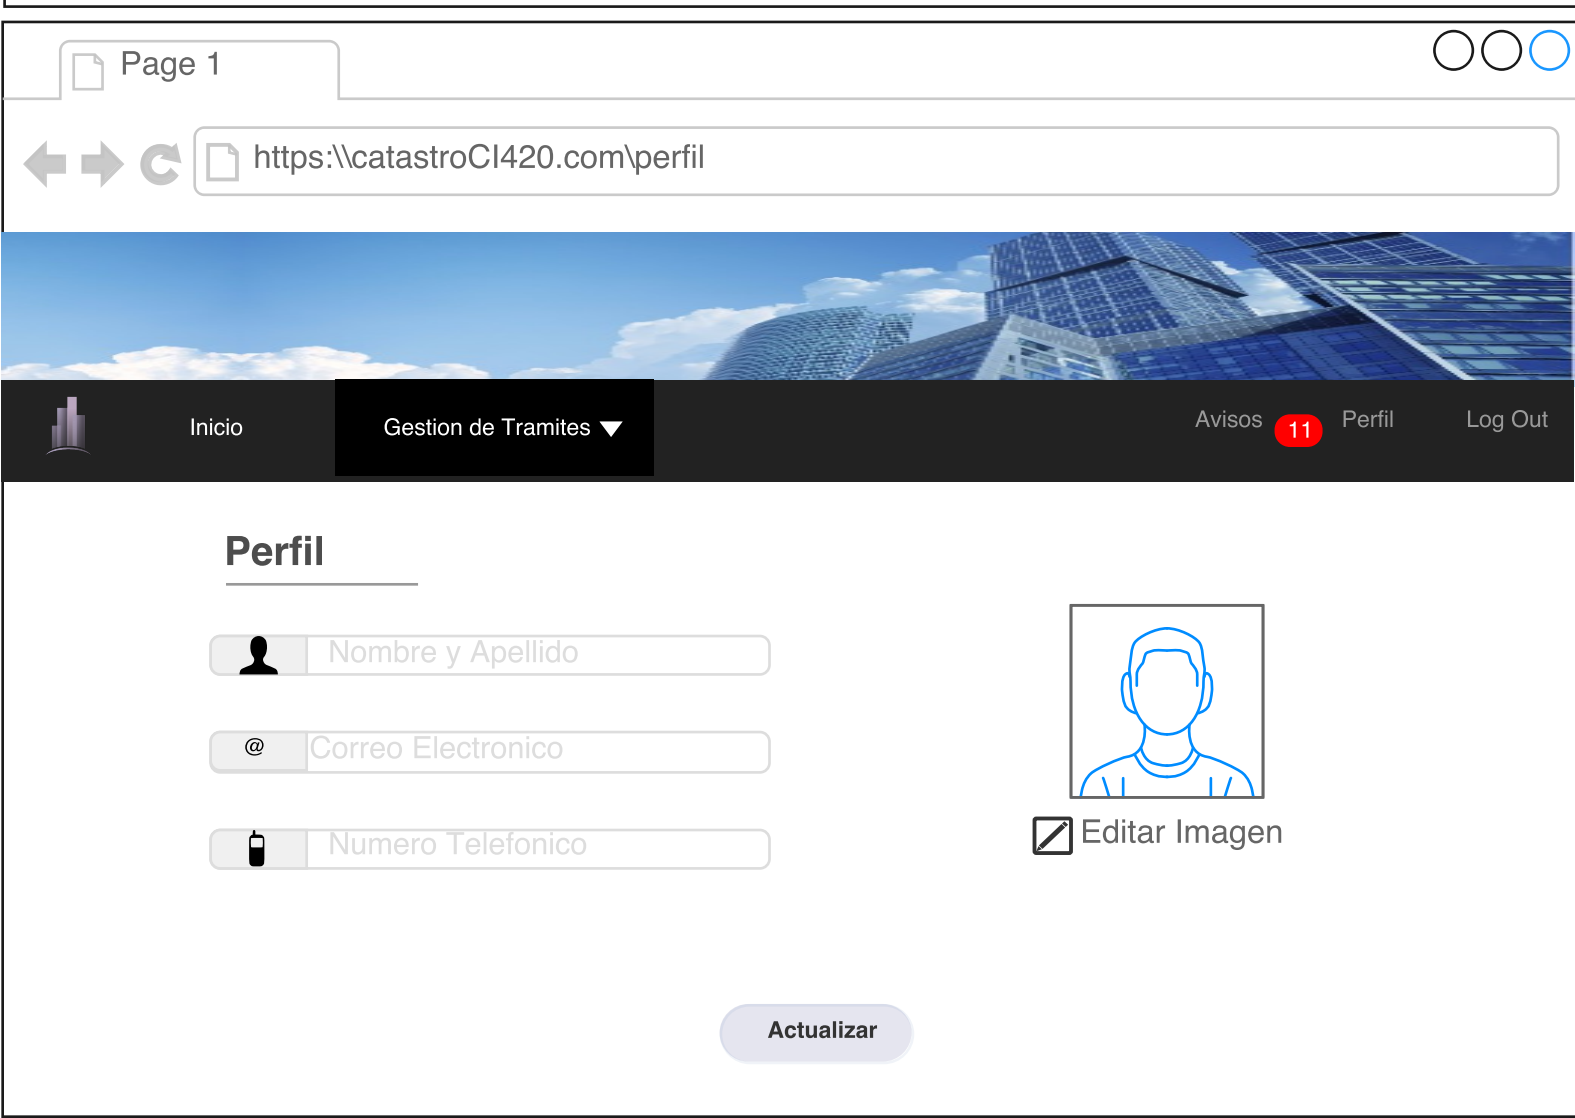 Page 1
https:\\catastroCI420.com\perfil
Inicio
Gestion de Tramites
Avisos
11
Perfil
Log Out
Perfil
Nombre y Apellido
@
Correo Electronico
Numero Telefonico
Editar Imagen
Actualizar